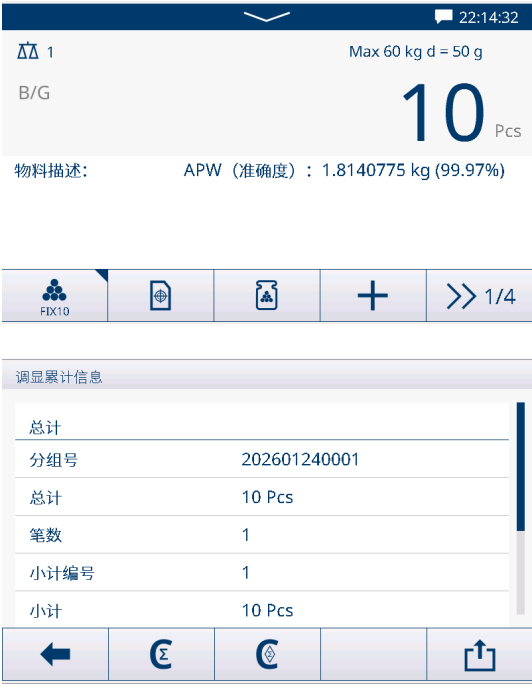 22:14:32
1 Max 60 kg d = 50 g
B/G
10 Pcs
物料描述: APW（准确度）: 1.8140775 kg (99.97%)
FIX10
1/4
调显累计信息
总计
分组号 202601240001
总计 10 Pcs
笔数 1
小计编号 1
小计 10 Pcs